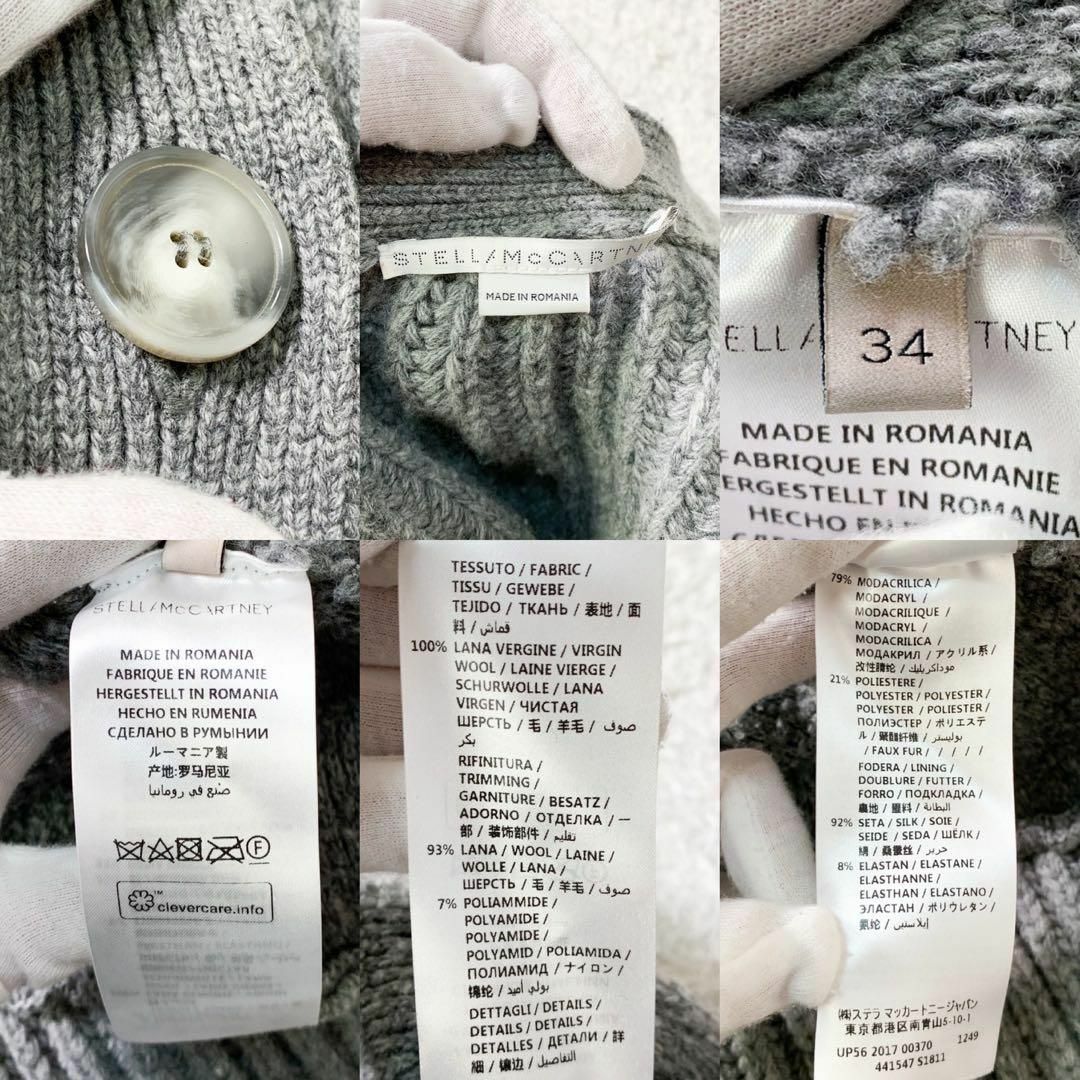 STELL/McCARTNE
MADE IN ROMANIA
34
TNEY
MADE IN ROMANIA
FABRIQUE EN ROMANIE
ERGESTELLT IN ROMANIA
HECHO EN
STELL/McCARTNEY
MADE IN ROMANIA
FABRIQUE EN ROMANIE
HERGESTELLT IN ROMANIA
HECHO EN RUMENIA
СДЕЛАНО В РУМЫНИИ
ルーマニア製
产地:罗马尼亚
صنع في رومانيا
F
clevercare.info
TESSUTO / FABRIC /
TISSU / GEWEBE /
TEJIDO / ТКАНЬ / 表地 / 面
料 / قماش
100% LANA VERGINE / VIRGIN
WOOL / LAINE VIERGE /
SCHURWOLLE / LANA
VIRGEN / ЧИСТАЯ
ШЕРСТЬ / 毛 / 羊毛 / صوف
بكر
RIFINITURA /
TRIMMING /
GARNITURE / BESATZ /
ADORNO / ОТДЕЛКА / 一
部 / 装饰部件 / تقليم
93% LANA / WOOL / LAINE /
WOLLE / LANA /
ШЕРСТЬ / 毛 / 羊毛 / صوف
7% POLIAMMIDE /
POLYAMIDE /
POLYAMIDE /
POLYAMID / POLIAMIDA /
ПОЛИАМИД / ナイロン /
锦纶 / بولي أميد
DETTAGLI / DETAILS /
DETAILS / DETAILS /
DETALLES / ДЕТАЛИ / 詳
細 / 镶边 / التفاصيل
79% MODACRILICA /
MODACRYL /
MODACRILIQUE /
MODACRYL /
MODACRILICA /
МОДАКРИЛ / アクリル系 /
改性腈纶 / موداكريليك
21% POLIESTERE /
POLYESTER / POLYESTER /
POLYESTER / POLIESTER /
ПОЛИЭСТЕР / ポリエステ
ル / 聚酯纤维 / بوليستر
/ FAUX FUR / / / / /
FODERA / LINING /
DOUBLURE / FUTTER /
FORRO / ПОДКЛАДКА /
裏地 / 里料 / البطانة
92% SETA / SILK / SOIE /
SEIDE / SEDA / ШЁЛК /
絹 / 桑蚕丝 / حرير
8% ELASTAN / ELASTANE /
ELASTHANNE /
ELASTHAN / ELASTANO /
ЭЛАСТАН / ポリウレタン /
氨纶 / إيلاستين
(株)ステラ マッカートニージャパン
東京都港区南青山5-10-1
UP56 2017 00370 1249
441547 S1811